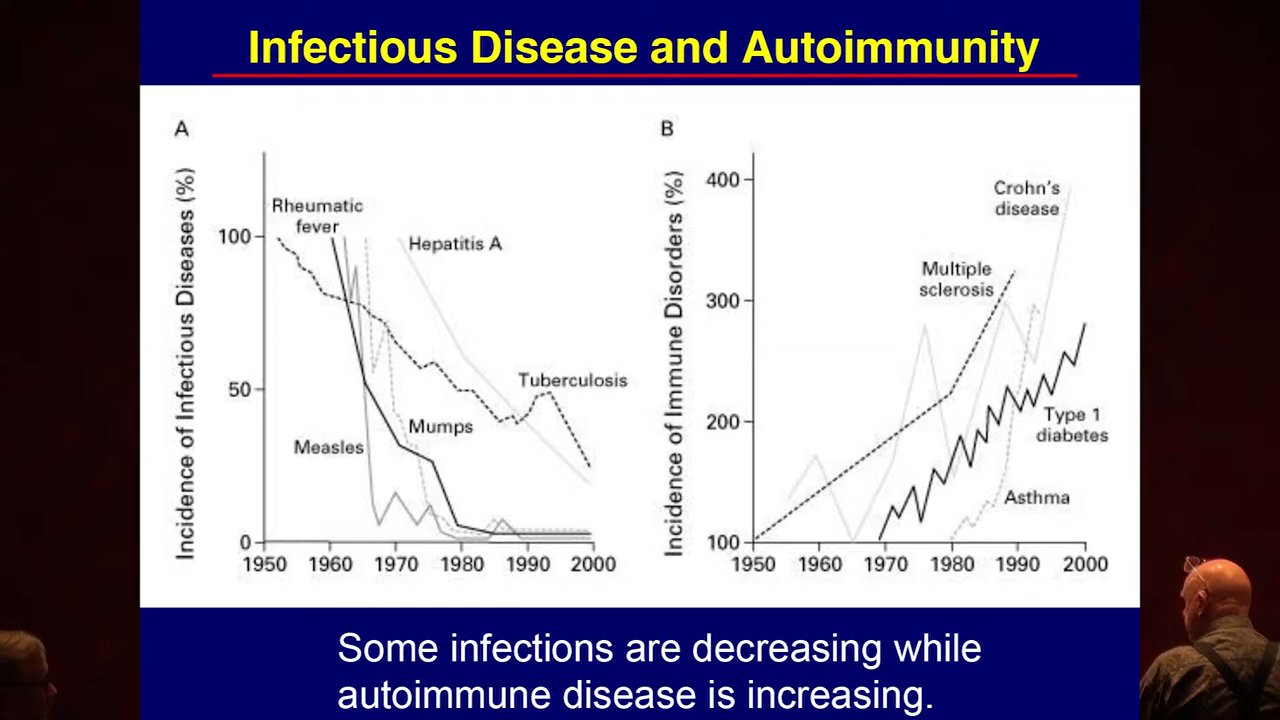 Infectious Disease and Autoimmunity
A
Incidence of Infectious Diseases (%)
100
50
0
1950 1960 1970 1980 1990 2000
Rheumatic
fever
Hepatitis A
Tuberculosis
Mumps
Measles
B
Incidence of Immune Disorders (%)
400
300
200
100
1950 1960 1970 1980 1990 2000
Crohn's
disease
Multiple
sclerosis
Type 1
diabetes
Asthma
Some infections are decreasing while
autoimmune disease is increasing.